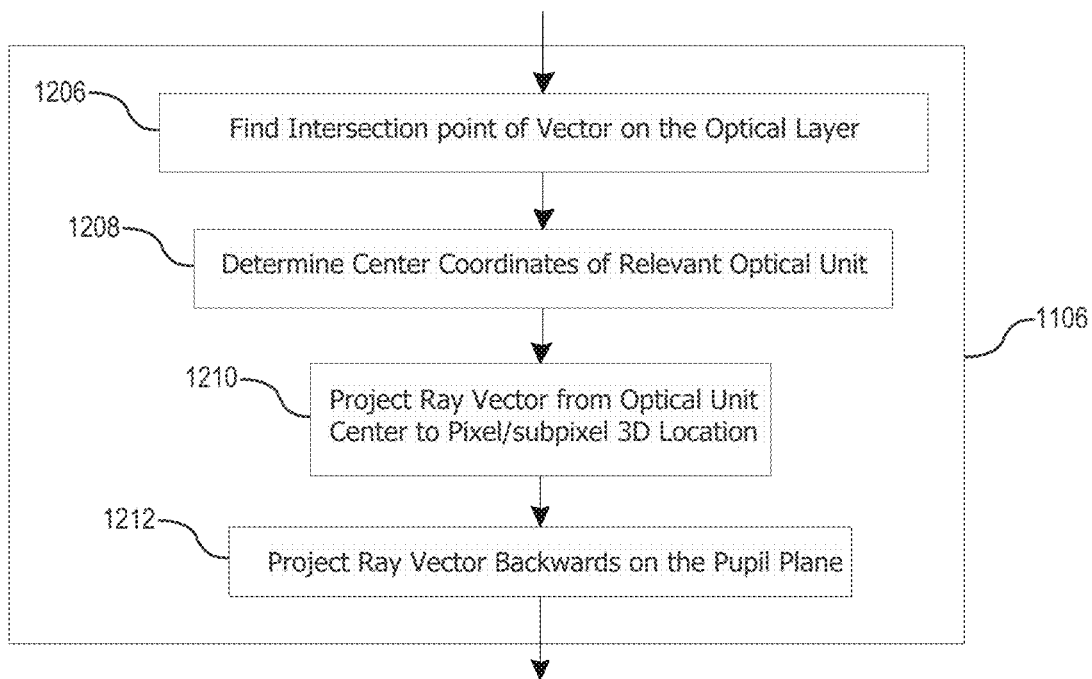 1206
Find Intersection point of Vector on the Optical Layer
1208
Determine Center Coordinates of Relevant Optical Unit
1106
1210
Project Ray Vector from Optical Unit
Center to Pixel/subpixel 3D Location
1212
Project Ray Vector Backwards on the Pupil Plane